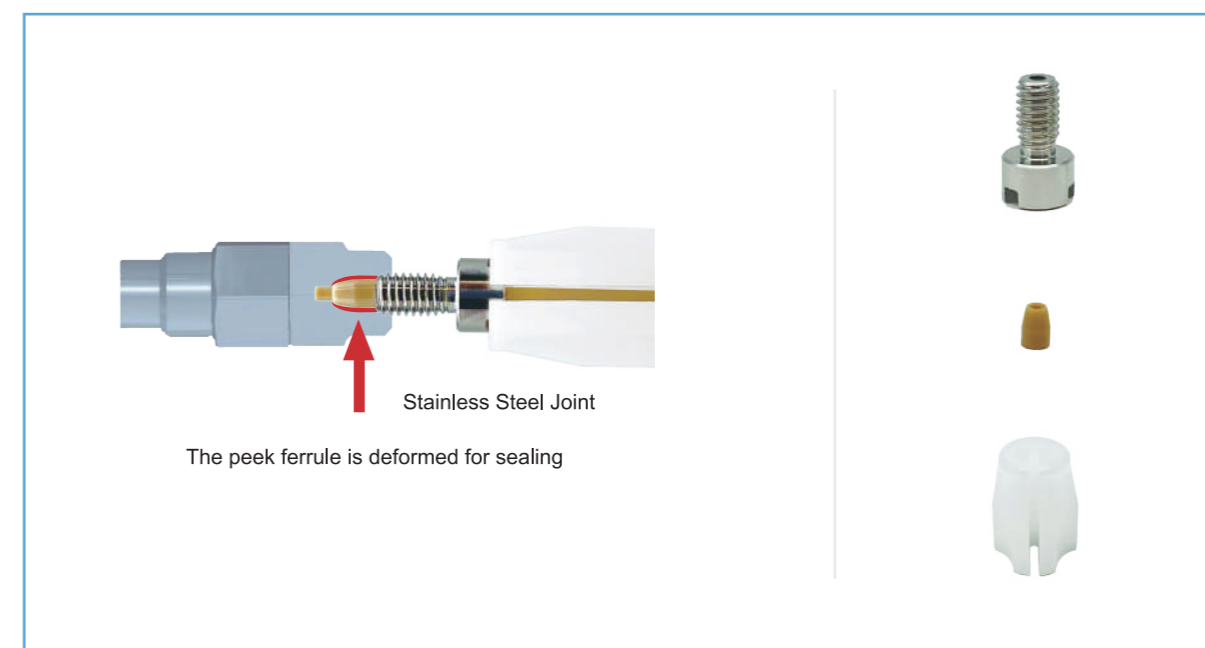 Stainless Steel Joint
The peek ferrule is deformed for sealing